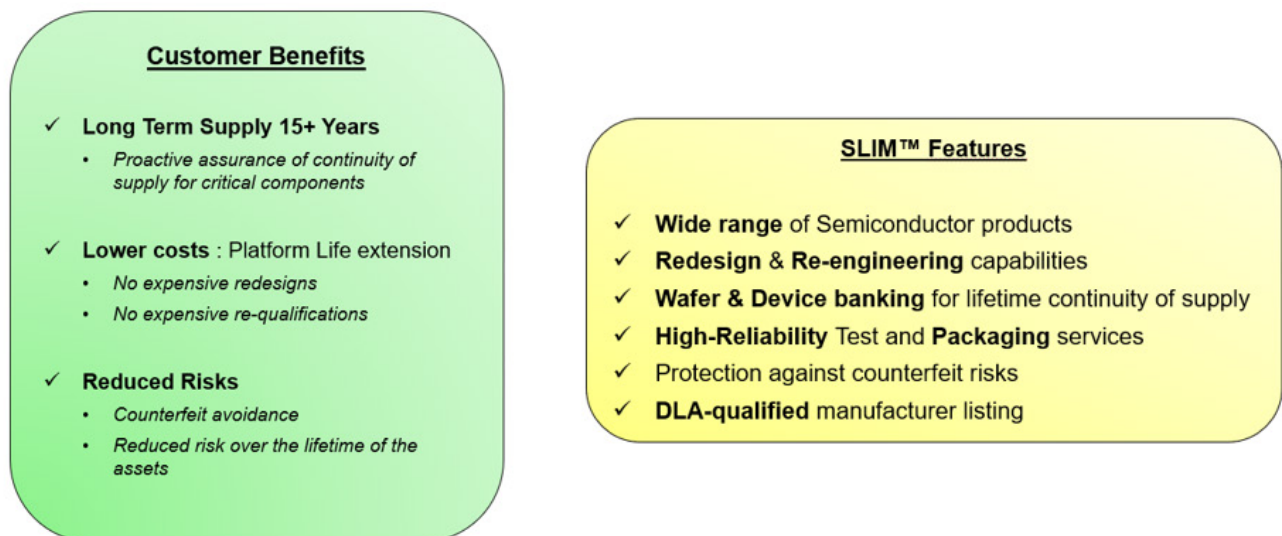 Customer Benefits
✓ Long Term Supply 15+ Years
• Proactive assurance of continuity of
supply for critical components
✓ Lower costs : Platform Life extension
• No expensive redesigns
• No expensive re-qualifications
✓ Reduced Risks
• Counterfeit avoidance
• Reduced risk over the lifetime of the
assets
SLIM™ Features
✓ Wide range of Semiconductor products
✓ Redesign & Re-engineering capabilities
✓ Wafer & Device banking for lifetime continuity of supply
✓ High-Reliability Test and Packaging services
✓ Protection against counterfeit risks
✓ DLA-qualified manufacturer listing